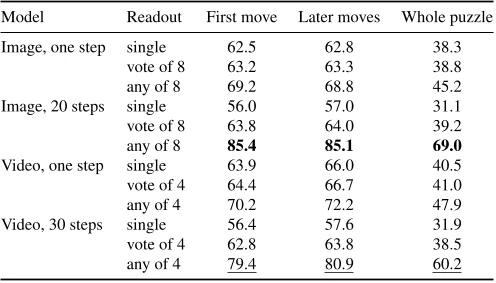 Model Readout First move Later moves Whole puzzle
Image, one step single 62.5 62.8 38.3
vote of 8 63.2 63.3 38.8
any of 8 69.2 68.8 45.2
Image, 20 steps single 56.0 57.0 31.1
vote of 8 63.8 64.0 39.2
any of 8 85.4 85.1 69.0
Video, one step single 63.9 66.0 40.5
vote of 4 64.4 66.7 41.0
any of 4 70.2 72.2 47.9
Video, 30 steps single 56.4 57.6 31.9
vote of 4 62.8 63.8 38.5
any of 4 79.4 80.9 60.2